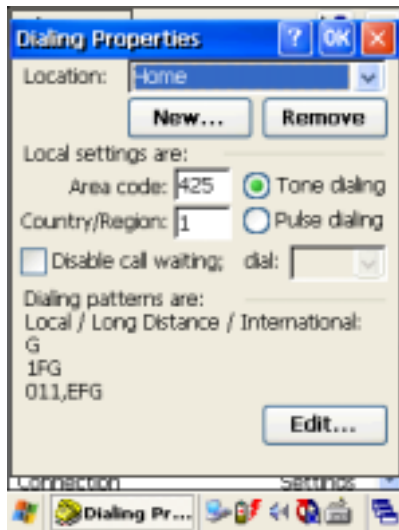 Dialing Properties ? OK ×
Location: Home
New... Remove
Local settings are:
Area code: 425 Tone dialing
Country/Region: 1 Pulse dialing
Disable call waiting; dial:
Dialing patterns are:
Local / Long Distance / International:
G
1FG
011,EFG
Edit...
Connection Settings
Dialing Pr...